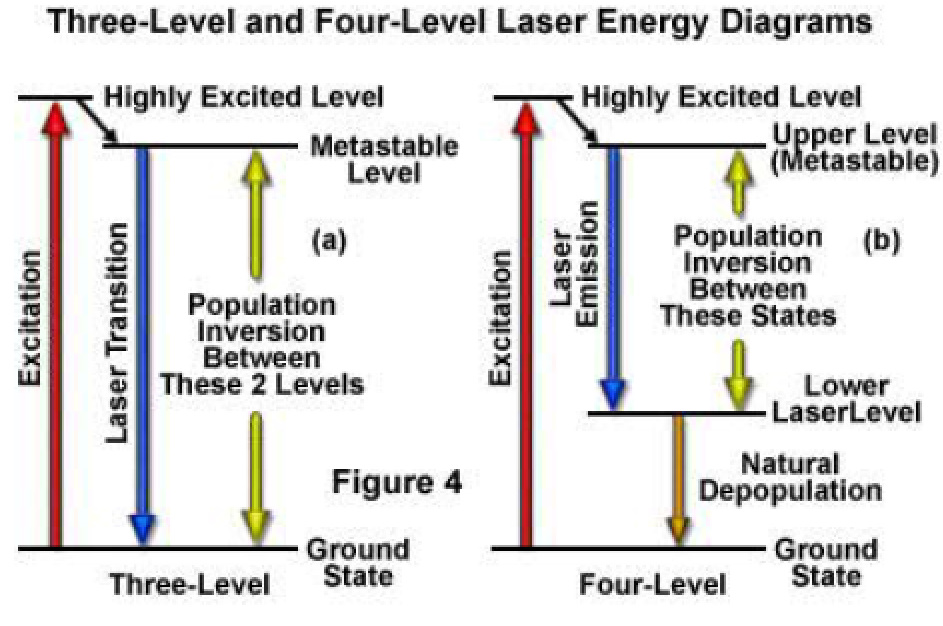 Three-Level and Four-Level Laser Energy Diagrams
Highly Excited Level
Metastable
Level
(a)
Excitation
Laser Transition
Population
Inversion
Between
These 2 Levels
Ground
State
Three-Level
Figure 4
Highly Excited Level
Upper Level
(Metastable)
(b)
Excitation
Laser
Emission
Population
Inversion
Between
These States
Lower
LaserLevel
Natural
Depopulation
Ground
State
Four-Level